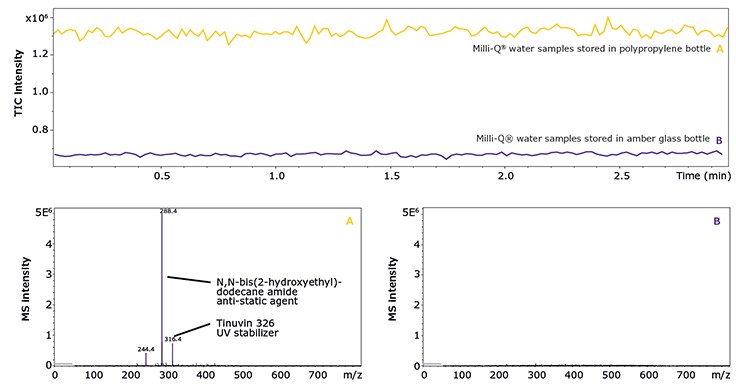 x10⁶
1.2
Milli-Q® water samples stored in polypropylene bottle A
TIC Intensity
1.0
0.8
Milli-Q® water samples stored in amber glass bottle B
0.5 1.0 1.5 2.0 2.5 Time (min)
5E⁶
288.4
A
4
3
N,N-bis(2-hydroxyethyl)-
dodecane amide
anti-static agent
MS Intensity
2
Tinuvin 326
UV stabilizer
1
316.4
244.4
0
0 100 200 300 400 500 600 700 m/z
5E⁶
B
4
3
MS Intensity
2
1
0
0 100 200 300 400 500 600 700 m/z